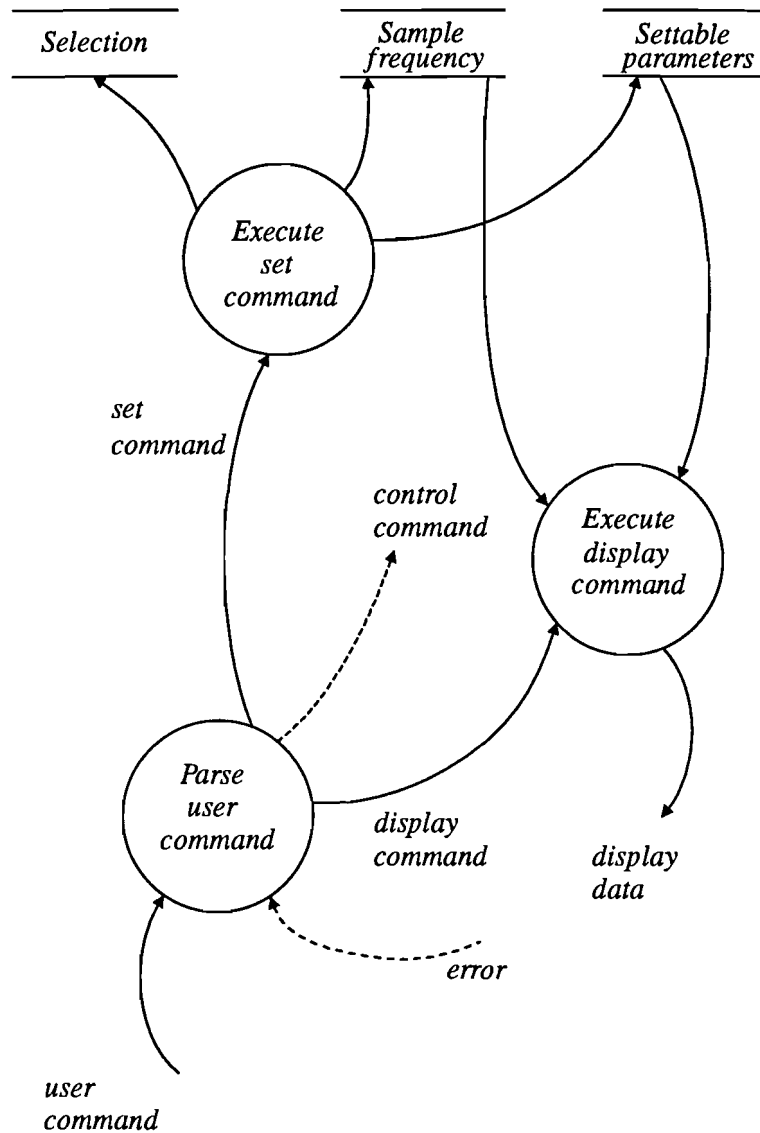 Selection
Sample
frequency
Settable
parameters
Execute
set
command
set
command
control
command
Execute
display
command
Parse
user
command
display
command
display
data
error
user
command